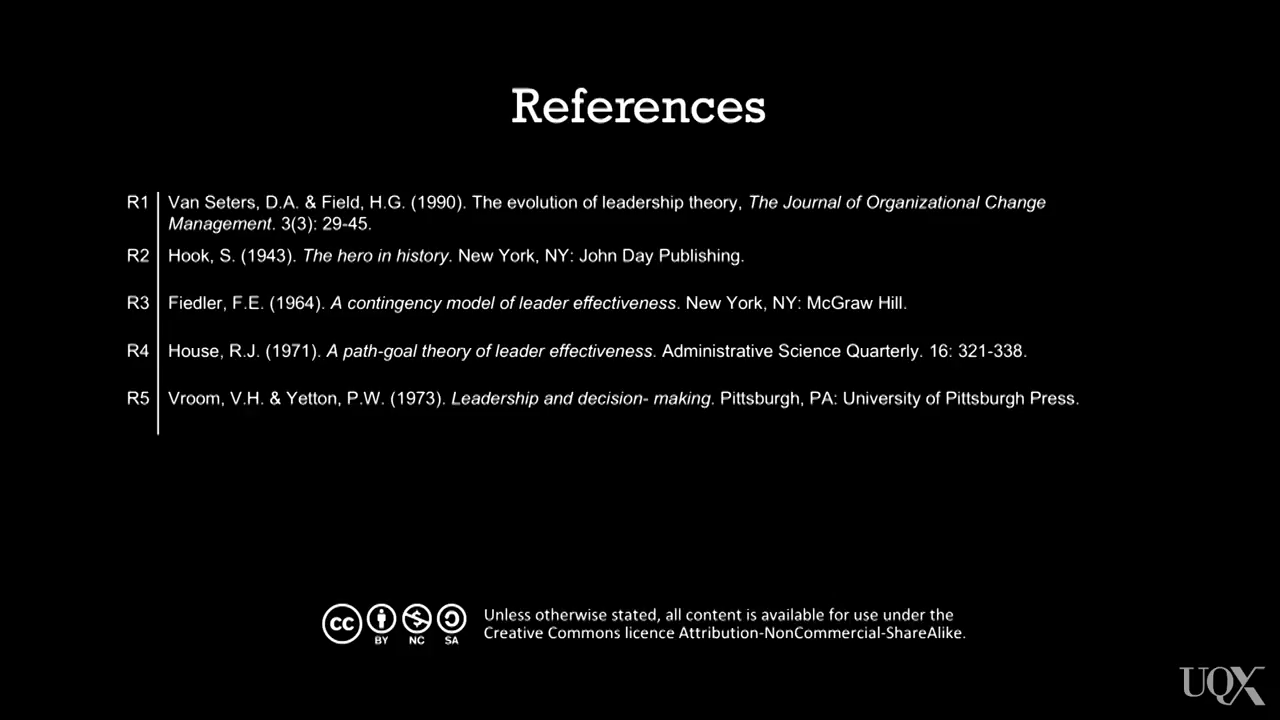 References
R1 Van Seters, D.A. & Field, H.G. (1990). The evolution of leadership theory, The Journal of Organizational Change
Management. 3(3): 29-45.
R2 Hook, S. (1943). The hero in history. New York, NY: John Day Publishing.
R3 Fiedler, F.E. (1964). A contingency model of leader effectiveness. New York, NY: McGraw Hill.
R4 House, R.J. (1971). A path-goal theory of leader effectiveness. Administrative Science Quarterly. 16: 321-338.
R5 Vroom, V.H. & Yetton, P.W. (1973). Leadership and decision- making. Pittsburgh, PA: University of Pittsburgh Press.
Unless otherwise stated, all content is available for use under the
cc BY NC SA Creative Commons licence Attribution-NonCommercial-ShareAlike.
UQX